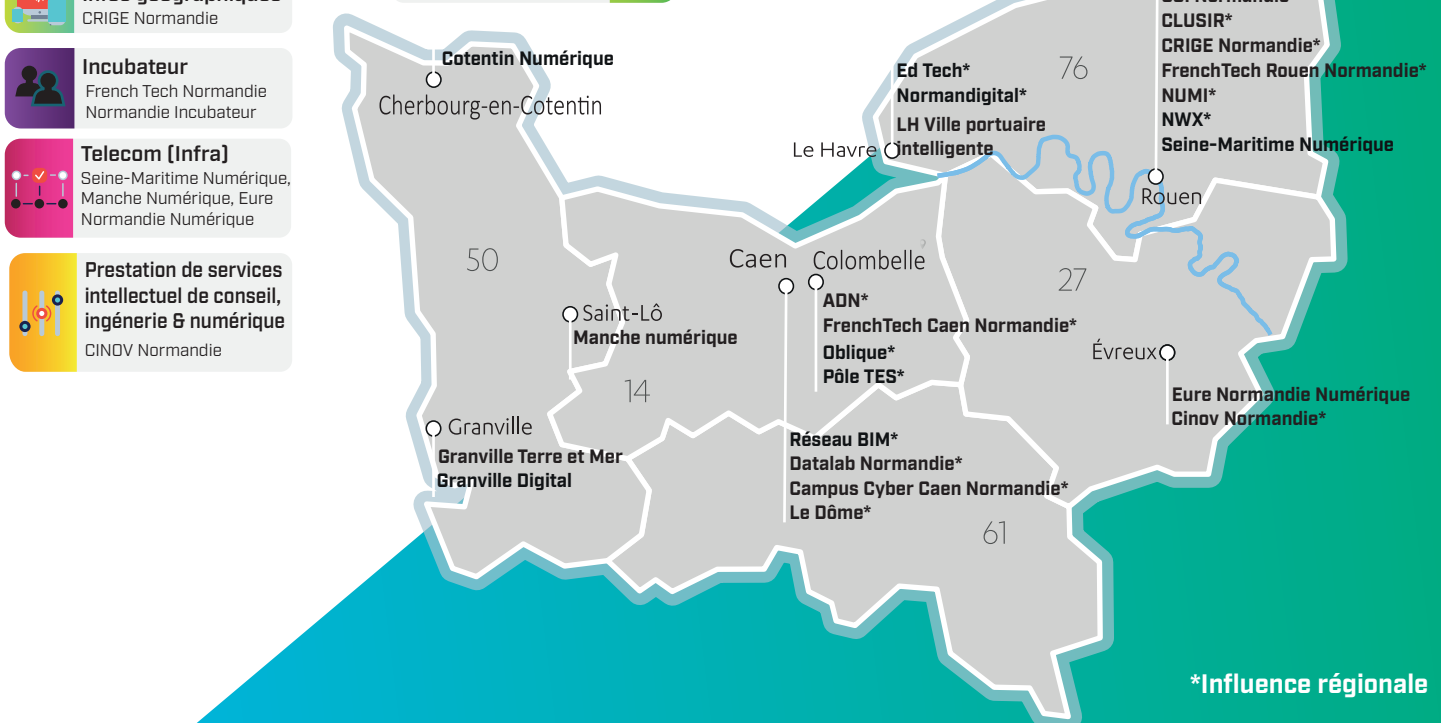 CRIGE Normandie
Incubateur
French Tech Normandie
Normandie Incubateur
Telecom (Infra)
Seine-Maritime Numérique,
Manche Numérique, Eure
Normandie Numérique
Prestation de services
intellectuel de conseil,
ingénerie & numérique
CINOV Normandie
Cotentin Numérique
Cherbourg-en-Cotentin
50
Saint-Lô
Manche numérique
14
Granville
Granville Terre et Mer
Granville Digital
Caen
Réseau BIM*
Datalab Normandie*
Campus Cyber Caen Normandie*
Le Dôme*
Colombelle
ADN*
FrenchTech Caen Normandie*
Oblique*
Pôle TES*
61
Ed Tech*
Normandigital*
LH Ville portuaire
intelligente
Le Havre
76
CLUSIR*
CRIGE Normandie*
FrenchTech Rouen Normandie*
NUMI*
NWX*
Seine-Maritime Numérique
Rouen
27
Évreux
Eure Normandie Numérique
Cinov Normandie*
*Influence régionale